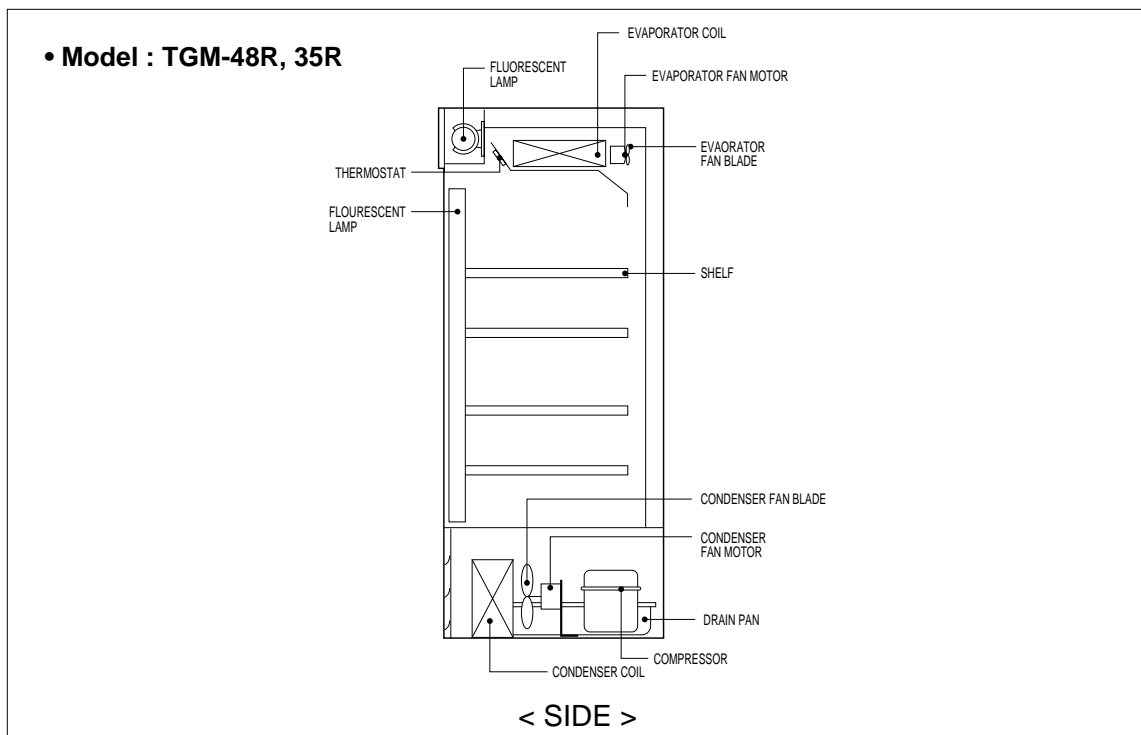 • Model : TGM-48R, 35R
EVAPORATOR COIL
FLUORESCENT
LAMP
EVAPORATOR FAN MOTOR
EVAORATOR
FAN BLADE
THERMOSTAT
FLOURESCENT
LAMP
SHELF
CONDENSER FAN BLADE
CONDENSER
FAN MOTOR
DRAIN PAN
COMPRESSOR
CONDENSER COIL
< SIDE >